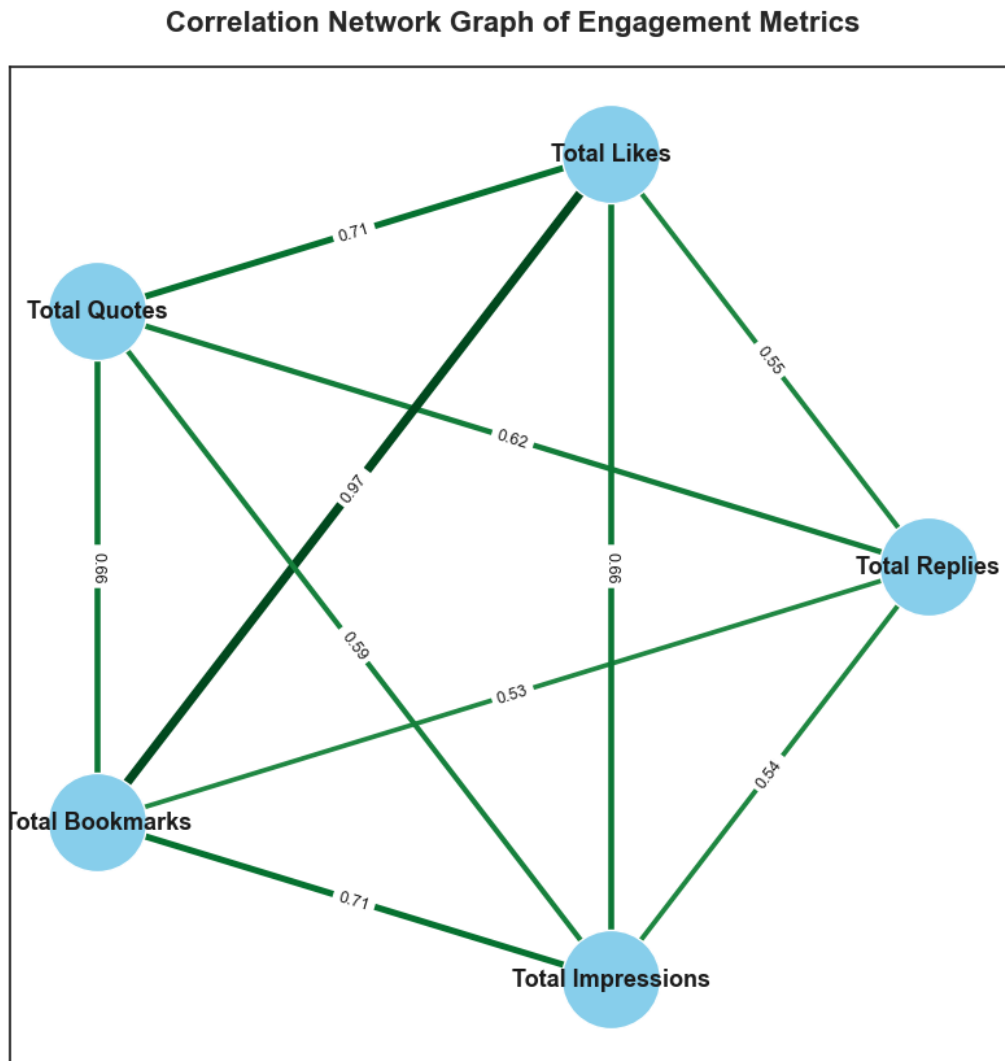 Correlation Network Graph of Engagement Metrics
Total Likes
0.71
Total Quotes
0.55
0.62
0.97
0.66
0.66
Total Replies
0.59
0.53
0.54
Total Bookmarks
0.71
Total Impressions